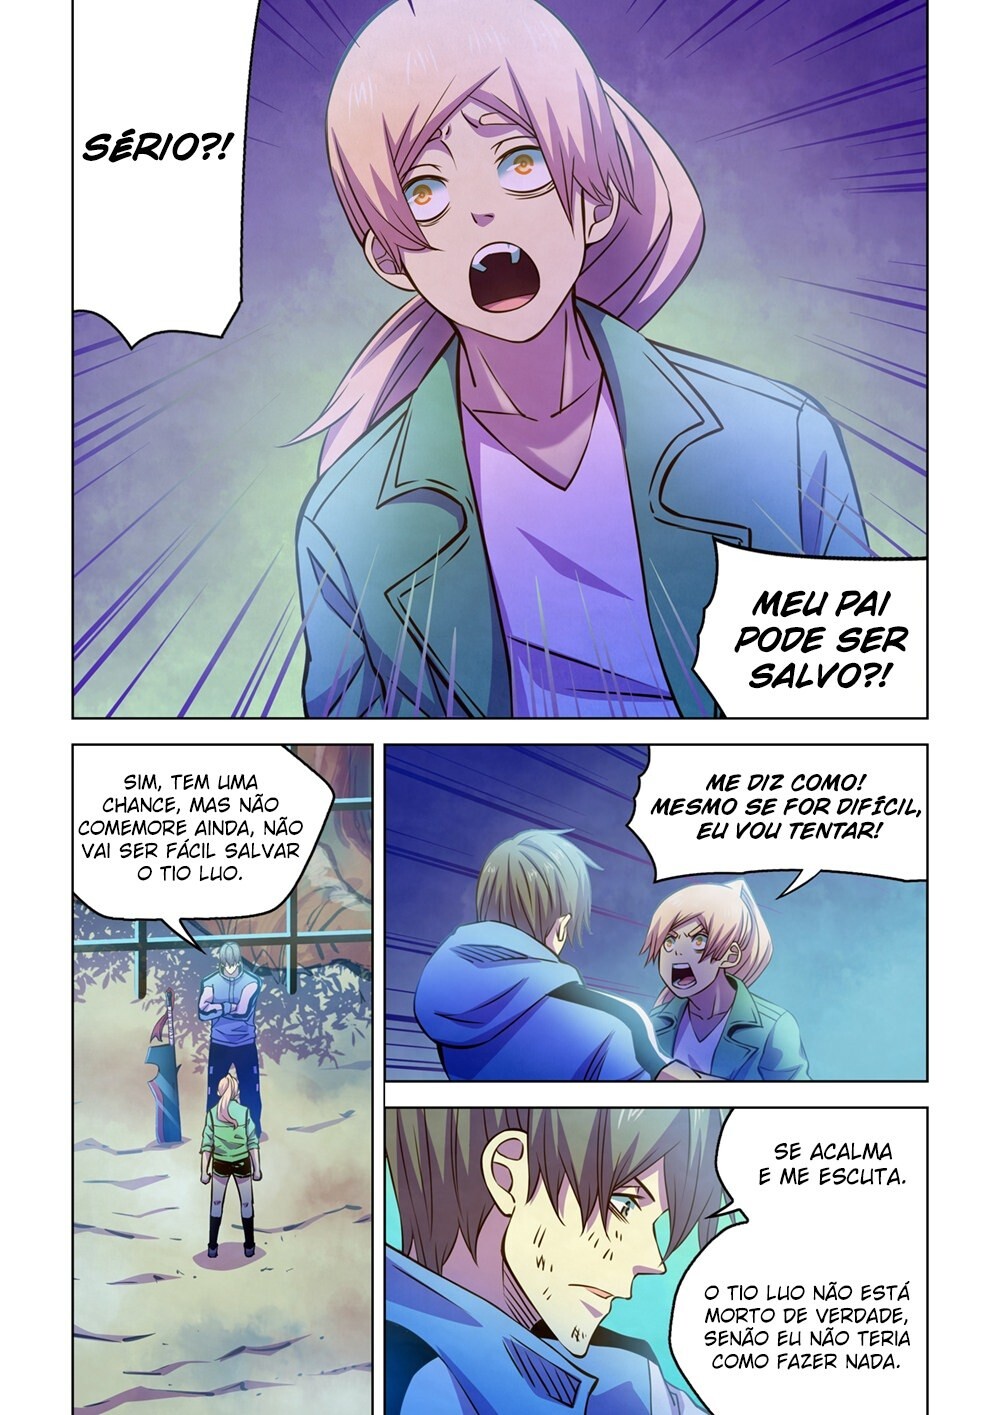 SÉRIO?!
MEU PAI
PODE SER
SALVO?!
SIM, TEM UMA
CHANCE, MAS NÃO
COMEMORE AINDA, NÃO
VAI SER FÁCIL SALVAR
O TIO LUO.
ME DIZ COMO!
MESMO SE FOR DIFÍCIL,
EU VOU TENTAR!
SE ACALMA
E ME ESCUTA.
O TIO LUO NÃO ESTÁ
MORTO DE VERDADE,
SENÃO EU NÃO TERIA
COMO FAZER NADA.